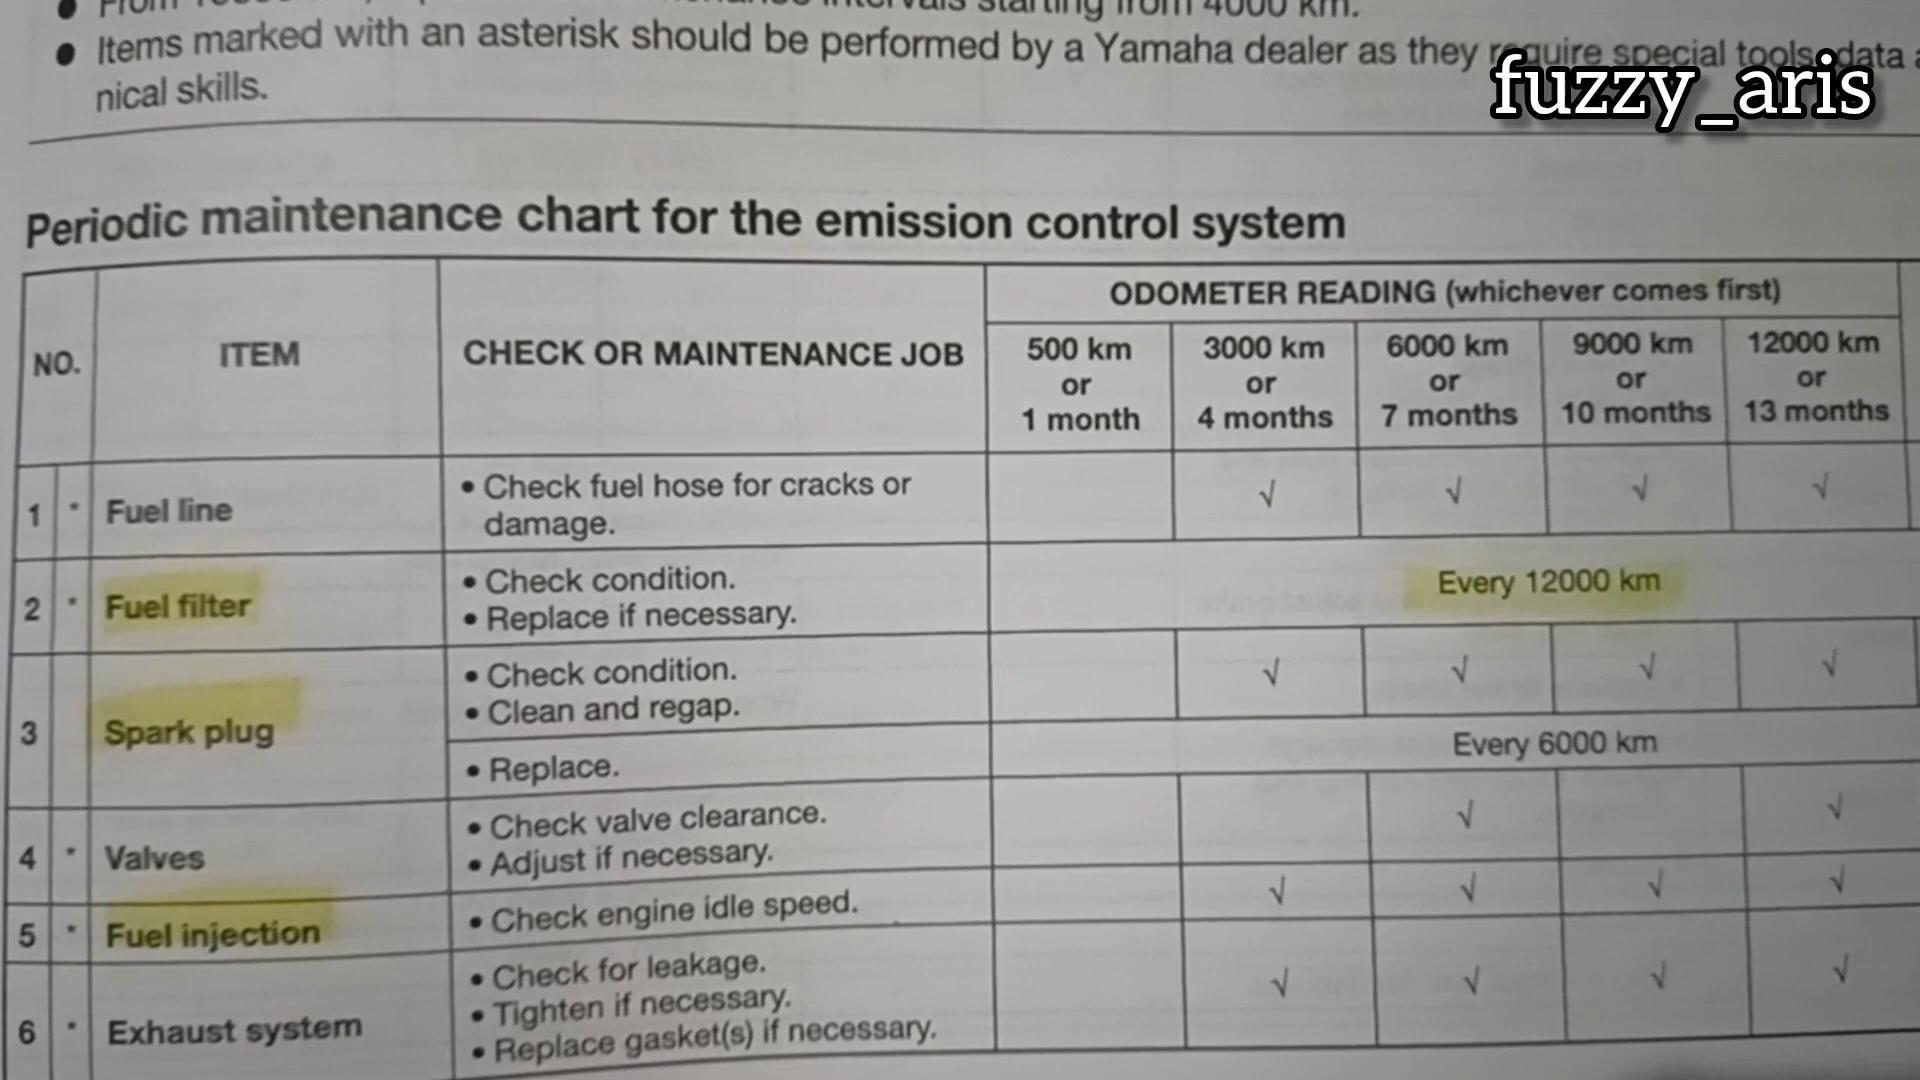 intervals starting from 4000 km.
● Items marked with an asterisk should be performed by a Yamaha dealer as they require special tools, data
nical skills.
fuzzy_aris
Periodic maintenance chart for the emission control system
NO. ITEM CHECK OR MAINTENANCE JOB ODOMETER READING (whichever comes first)
500 km or 1 month 3000 km or 4 months 6000 km or 7 months 9000 km or 10 months 12000 km or 13 months
1 * Fuel line • Check fuel hose for cracks or √ √ √ √
damage.
2 * Fuel filter • Check condition. Every 12000 km
• Replace if necessary.
3 Spark plug • Check condition. √ √ √ √
• Clean and regap.
• Replace. Every 6000 km
4 * Valves • Check valve clearance. √ √
• Adjust if necessary.
5 * Fuel injection • Check engine idle speed. √ √ √ √
6 * Exhaust system • Check for leakage. √ √ √ √
• Tighten if necessary.
• Replace gasket(s) if necessary.